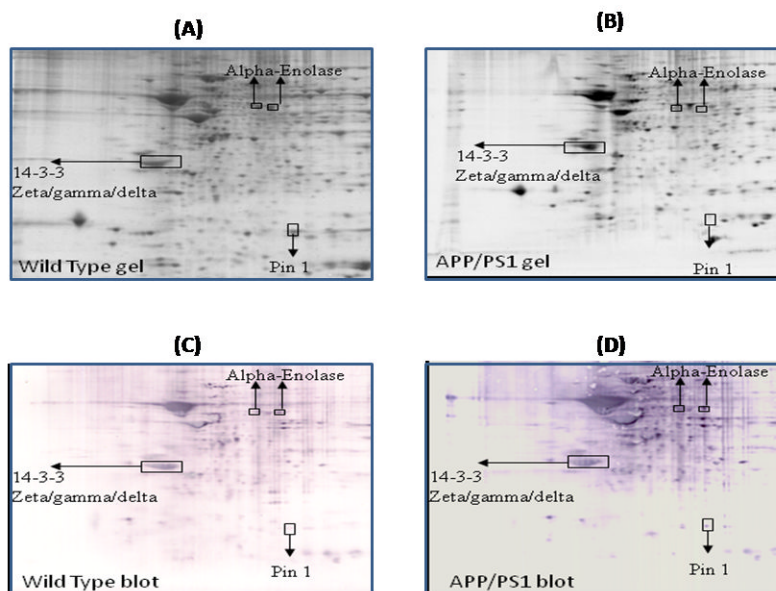 (A)
Alpha-Enolase
14-3-3
Zeta/gamma/delta
Pin 1
Wild Type gel
(B)
Alpha-Enolase
14-3-3
Zeta/gamma/delta
Pin 1
APP/PS1 gel
(C)
Alpha-Enolase
14-3-3
Zeta/gamma/delta
Pin 1
Wild Type blot
(D)
Alpha-Enolase
14-3-3
Zeta/gamma/delta
Pin 1
APP/PS1 blot